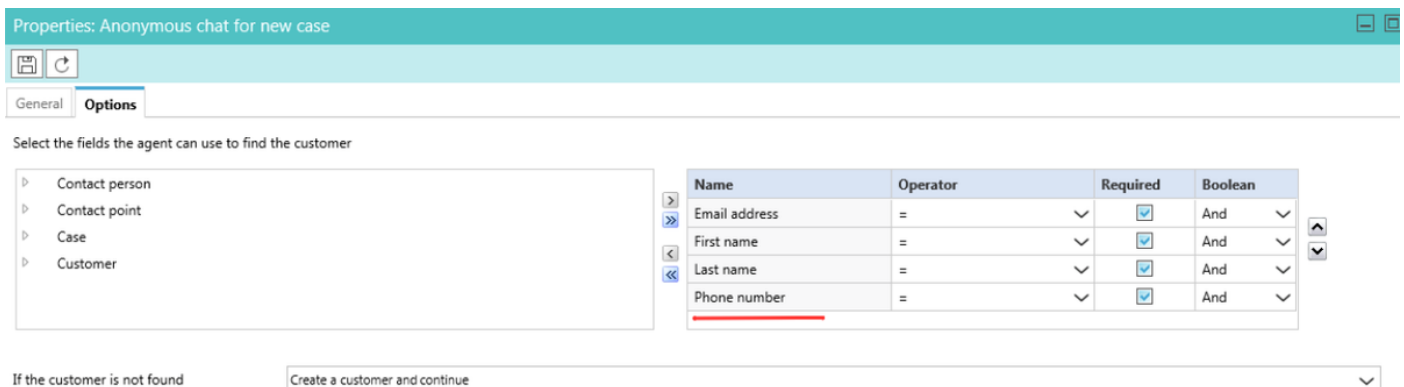 Properties: Anonymous chat for new case
General Options
Select the fields the agent can use to find the customer
Contact person
Contact point
Case
Customer
Name Operator Required Boolean
Email address = And
First name = And
Last name = And
Phone number = And
If the customer is not found Create a customer and continue